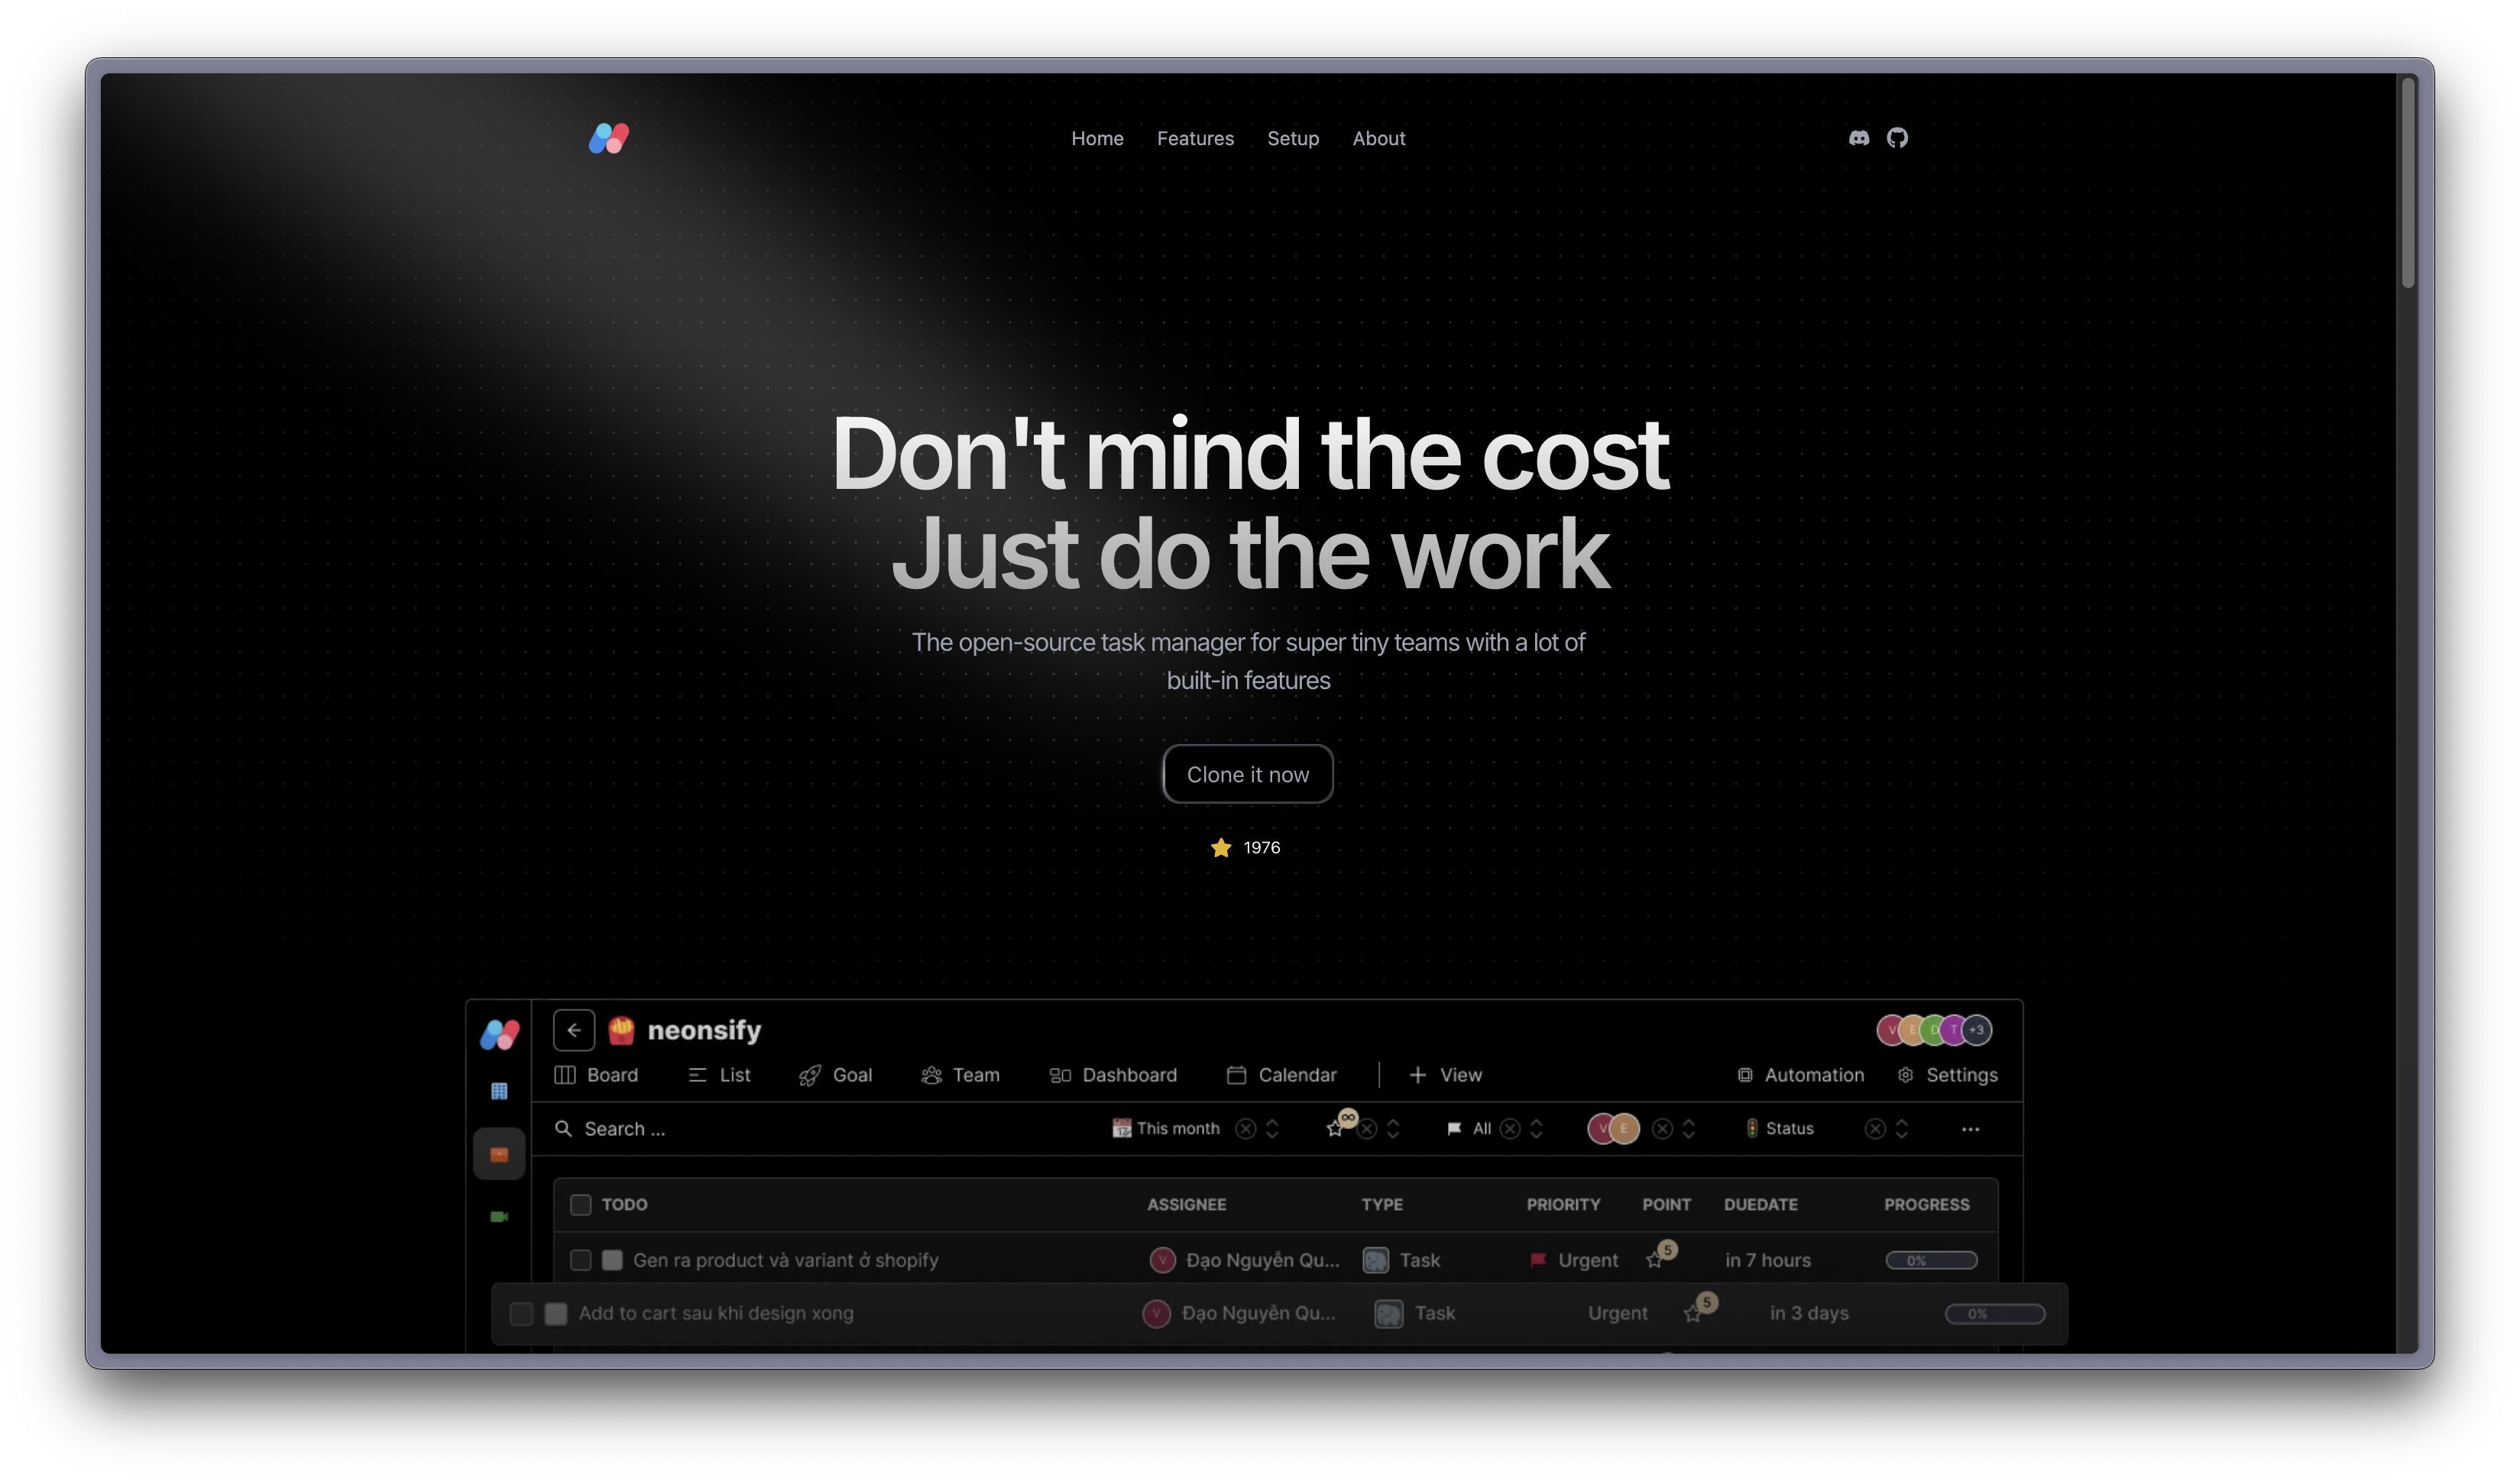 Home Features Setup About
Don't mind the cost
Just do the work
The open-source task manager for super tiny teams with a lot of
built-in features
Clone it now
1976
neonsify
V E D T +3
Board List Goal Team Dashboard Calendar View Automation Settings
Search ... This month All V E Status
TODO ASSIGNEE TYPE PRIORITY POINT DUEDATE PROGRESS
Gen ra product và variant ở shopify V Đạo Nguyễn Qu... Task Urgent 5 in 7 hours 0%
Add to cart sau khi design xong V Đạo Nguyễn Qu... Task Urgent 5 in 3 days 0%